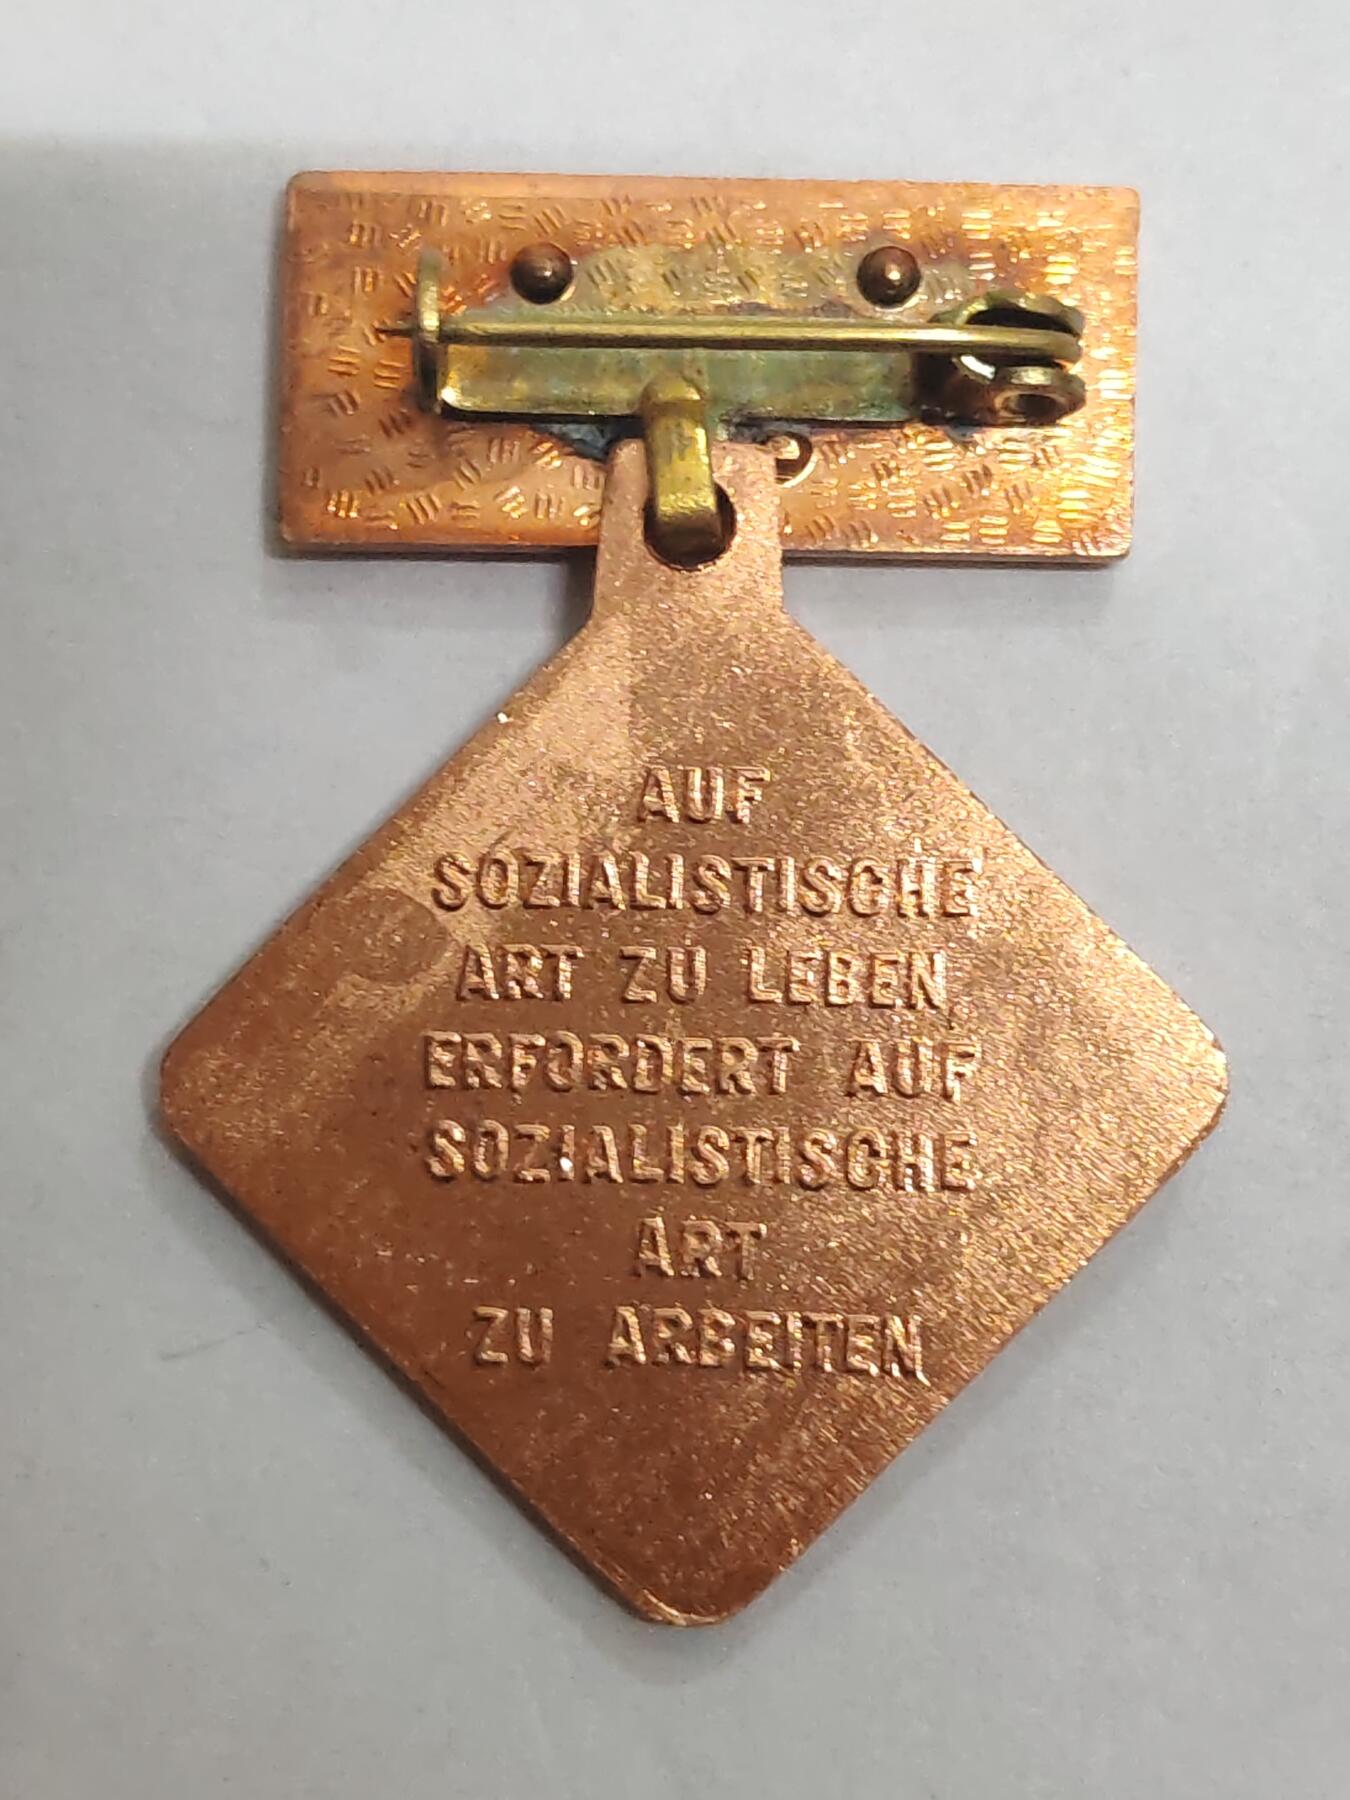 AUF
SOZIALISTISCHE
ART ZU LEBEN
ERFORDERT AUF
SOZIALISTISCHE
ART
ZU ARBEITEN